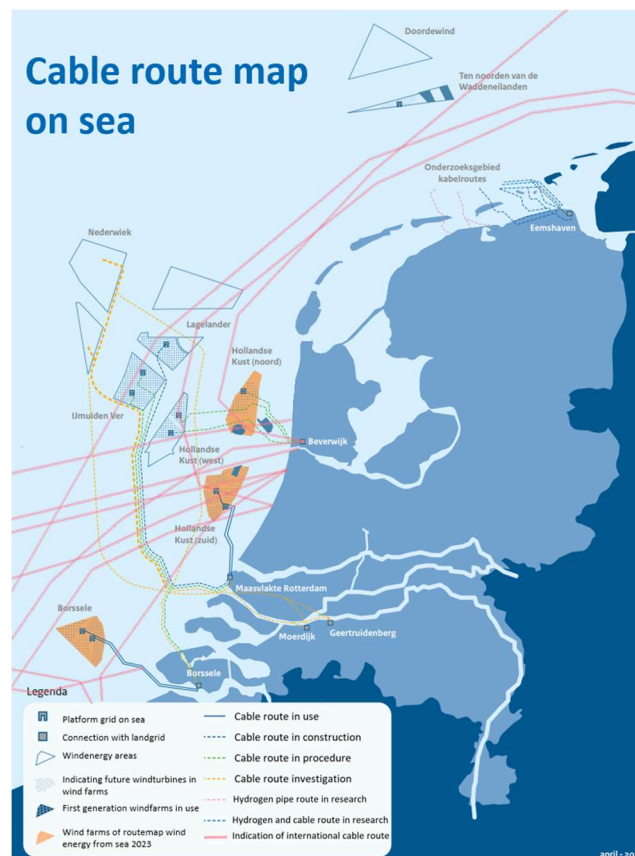 Doordewind
Cable route map
on sea
Ten noorden van de
Waddeneilanden
Onderzoeksgebied
kabelroutes
Eemshaven
Nederwiek
Lagelander
Hollandse
Kust (noord)
IJmuiden Ver
Beverwijk
Hollandse
Kust (west)
Hollandse
Kust (zuid)
Maasvlakte Rotterdam
Borssele
Moerdijk
Geertruidenberg
Borssele
Legenda
Platform grid on sea
Connection with landgrid
Windenergy areas
Indicating future windturbines in
wind farms
First generation windfarms in use
Wind farms of routemap wind
energy from sea 2023
Cable route in use
Cable route in construction
Cable route in procedure
Cable route investigation
Hydrogen pipe route in research
Hydrogen and cable route in research
Indication of international cable route